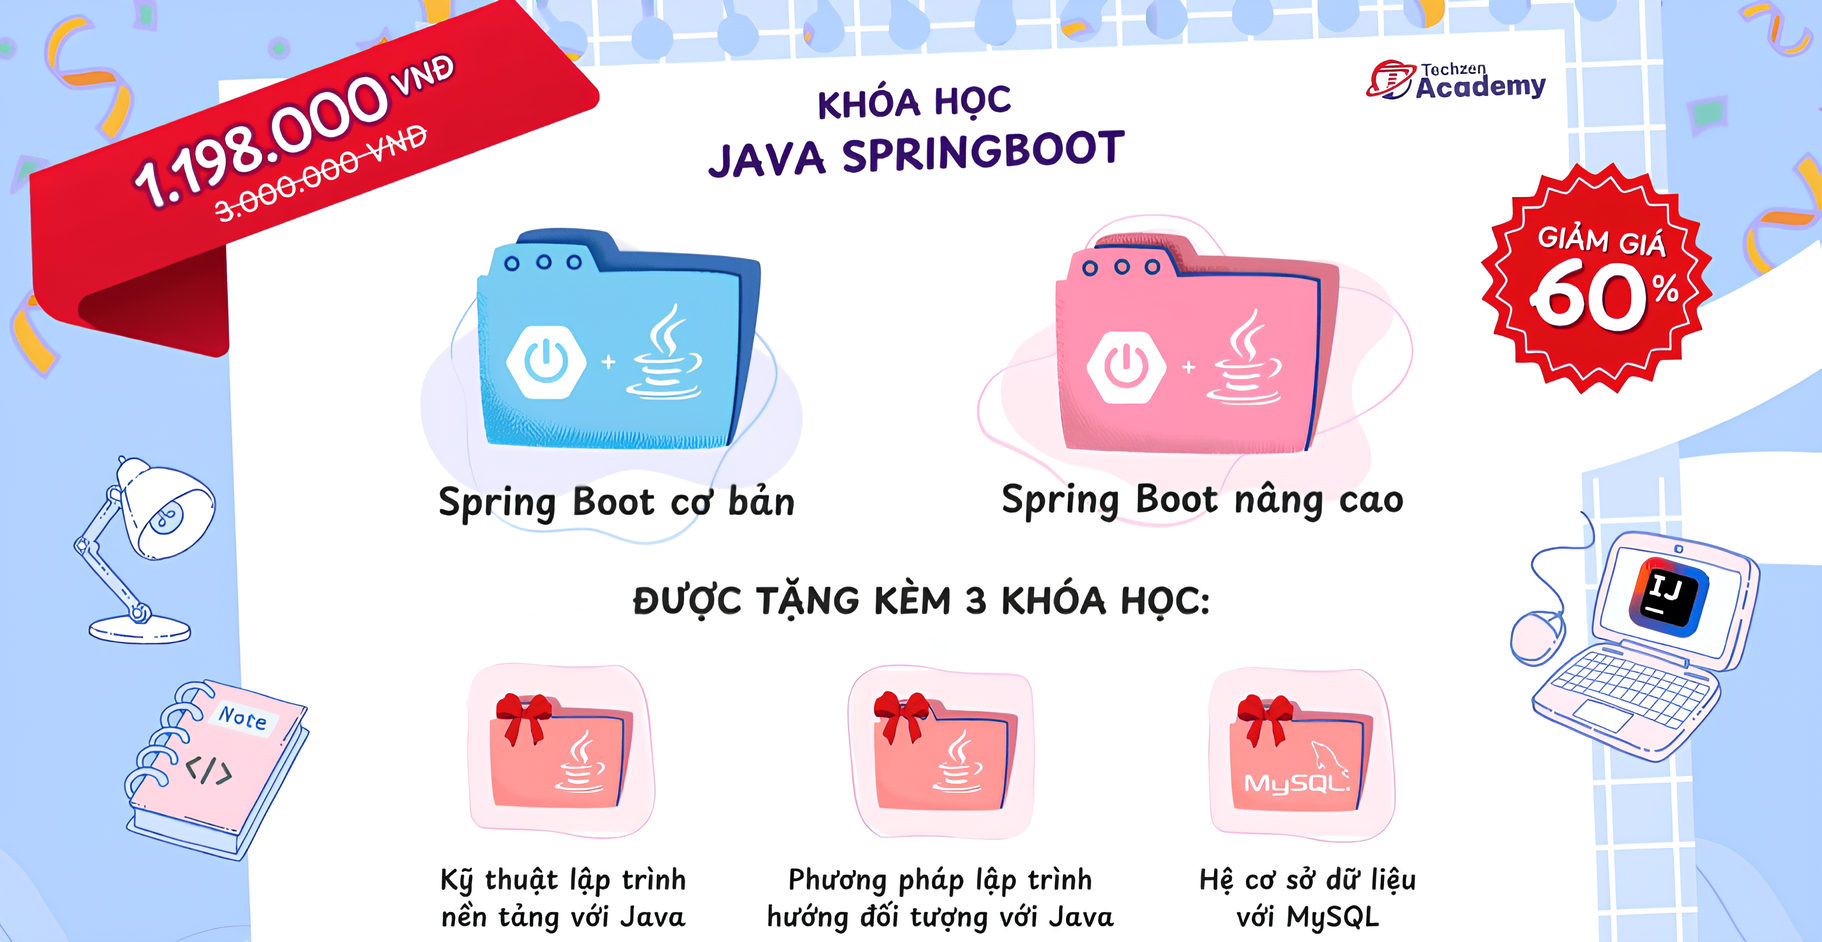 1.198.000 VNĐ
3.000.000 VNĐ
KHÓA HỌC
JAVA SPRINGBOOT
Techzen
Academy
GIẢM GIÁ
60%
+
+
Spring Boot cơ bản
Spring Boot nâng cao
ĐƯỢC TẶNG KÈM 3 KHÓA HỌC:
IJ
Note
</>
MySQL.
Kỹ thuật lập trình
nền tảng với Java
Phương pháp lập trình
hướng đối tượng với Java
Hệ cơ sở dữ liệu
với MySQL